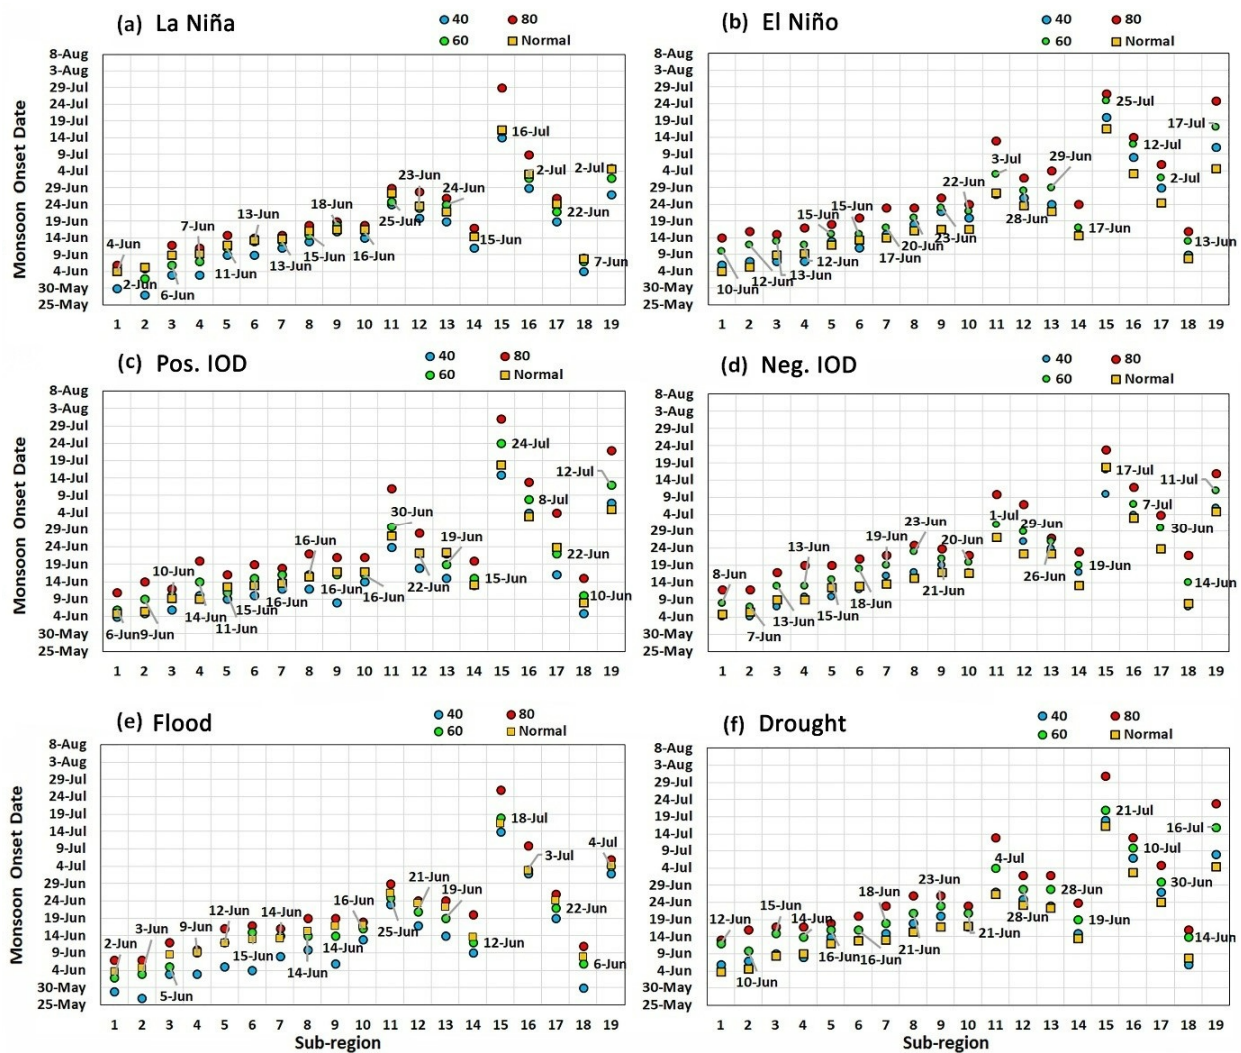 (a) La Niña
40 80
60 Normal
Monsoon Onset Date
8-Aug
3-Aug
29-Jul
24-Jul
19-Jul
14-Jul
9-Jul
4-Jul
29-Jun
24-Jun
19-Jun
14-Jun
9-Jun
4-Jun
30-May
25-May
4-Jun
2-Jun
6-Jun
7-Jun
11-Jun
13-Jun
13-Jun
15-Jun
18-Jun
16-Jun
25-Jun
23-Jun
24-Jun
15-Jun
16-Jul
2-Jul
22-Jun
7-Jun
2-Jul
1 2 3 4 5 6 7 8 9 10 11 12 13 14 15 16 17 18 19
(b) El Niño
40 80
60 Normal
8-Aug
3-Aug
29-Jul
24-Jul
19-Jul
14-Jul
9-Jul
4-Jul
29-Jun
24-Jun
19-Jun
14-Jun
9-Jun
4-Jun
30-May
25-May
10-Jun
12-Jun
13-Jun
12-Jun
15-Jun
15-Jun
17-Jun
20-Jun
23-Jun
22-Jun
3-Jul
28-Jun
29-Jun
17-Jun
25-Jul
12-Jul
2-Jul
13-Jun
17-Jul
1 2 3 4 5 6 7 8 9 10 11 12 13 14 15 16 17 18 19
(c) Pos. IOD
40 80
60 Normal
Monsoon Onset Date
8-Aug
3-Aug
29-Jul
24-Jul
19-Jul
14-Jul
9-Jul
4-Jul
29-Jun
24-Jun
19-Jun
14-Jun
9-Jun
4-Jun
30-May
25-May
6-Jun
9-Jun
10-Jun
14-Jun
11-Jun
15-Jun
16-Jun
16-Jun
16-Jun
16-Jun
30-Jun
22-Jun
19-Jun
15-Jun
24-Jul
8-Jul
22-Jun
10-Jun
12-Jul
1 2 3 4 5 6 7 8 9 10 11 12 13 14 15 16 17 18 19
(d) Neg. IOD
40 80
60 Normal
8-Aug
3-Aug
29-Jul
24-Jul
19-Jul
14-Jul
9-Jul
4-Jul
29-Jun
24-Jun
19-Jun
14-Jun
9-Jun
4-Jun
30-May
25-May
8-Jun
7-Jun
13-Jun
13-Jun
15-Jun
18-Jun
19-Jun
23-Jun
21-Jun
20-Jun
1-Jul
29-Jun
26-Jun
19-Jun
17-Jul
7-Jul
30-Jun
14-Jun
11-Jul
1 2 3 4 5 6 7 8 9 10 11 12 13 14 15 16 17 18 19
(e) Flood
40 80
60 Normal
Monsoon Onset Date
8-Aug
3-Aug
29-Jul
24-Jul
19-Jul
14-Jul
9-Jul
4-Jul
29-Jun
24-Jun
19-Jun
14-Jun
9-Jun
4-Jun
30-May
25-May
2-Jun
3-Jun
5-Jun
9-Jun
12-Jun
15-Jun
14-Jun
14-Jun
14-Jun
16-Jun
25-Jun
21-Jun
19-Jun
12-Jun
18-Jul
3-Jul
22-Jun
6-Jun
4-Jul
1 2 3 4 5 6 7 8 9 10 11 12 13 14 15 16 17 18 19
Sub-region
(f) Drought
40 80
60 Normal
8-Aug
3-Aug
29-Jul
24-Jul
19-Jul
14-Jul
9-Jul
4-Jul
29-Jun
24-Jun
19-Jun
14-Jun
9-Jun
4-Jun
30-May
25-May
12-Jun
10-Jun
15-Jun
14-Jun
16-Jun
16-Jun
18-Jun
21-Jun
23-Jun
21-Jun
4-Jul
28-Jun
28-Jun
19-Jun
21-Jul
10-Jul
30-Jun
14-Jun
16-Jul
1 2 3 4 5 6 7 8 9 10 11 12 13 14 15 16 17 18 19
Sub-region